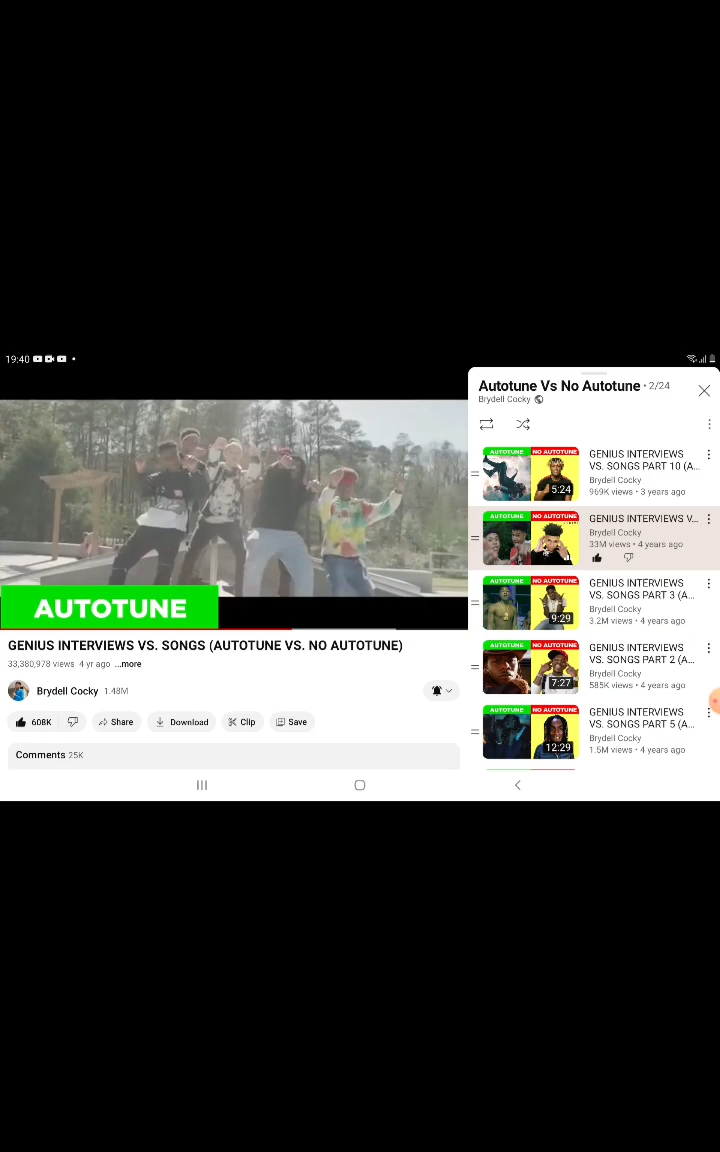 19:40
AUTOTUNE
GENIUS INTERVIEWS VS. SONGS (AUTOTUNE VS. NO AUTOTUNE)
33,380,978 views 4 yr ago ...more
Brydell Cocky 1.48M
608K Share Download Clip Save
Comments 25K
Autotune Vs No Autotune • 2/24
Brydell Cocky
AUTOTUNE NO AUTOTUNE
5:24
GENIUS INTERVIEWS
VS. SONGS PART 10 (A...
Brydell Cocky
969K views • 3 years ago
AUTOTUNE NO AUTOTUNE
GENIUS INTERVIEWS V...
Brydell Cocky
33M views • 4 years ago
AUTOTUNE NO AUTOTUNE
9:29
GENIUS INTERVIEWS
VS. SONGS PART 3 (A...
Brydell Cocky
3.2M views • 4 years ago
AUTOTUNE NO AUTOTUNE
7:27
GENIUS INTERVIEWS
VS. SONGS PART 2 (A...
Brydell Cocky
585K views • 4 years ago
AUTOTUNE NO AUTOTUNE
12:29
GENIUS INTERVIEWS
VS. SONGS PART 5 (A...
Brydell Cocky
1.5M views • 4 years ago